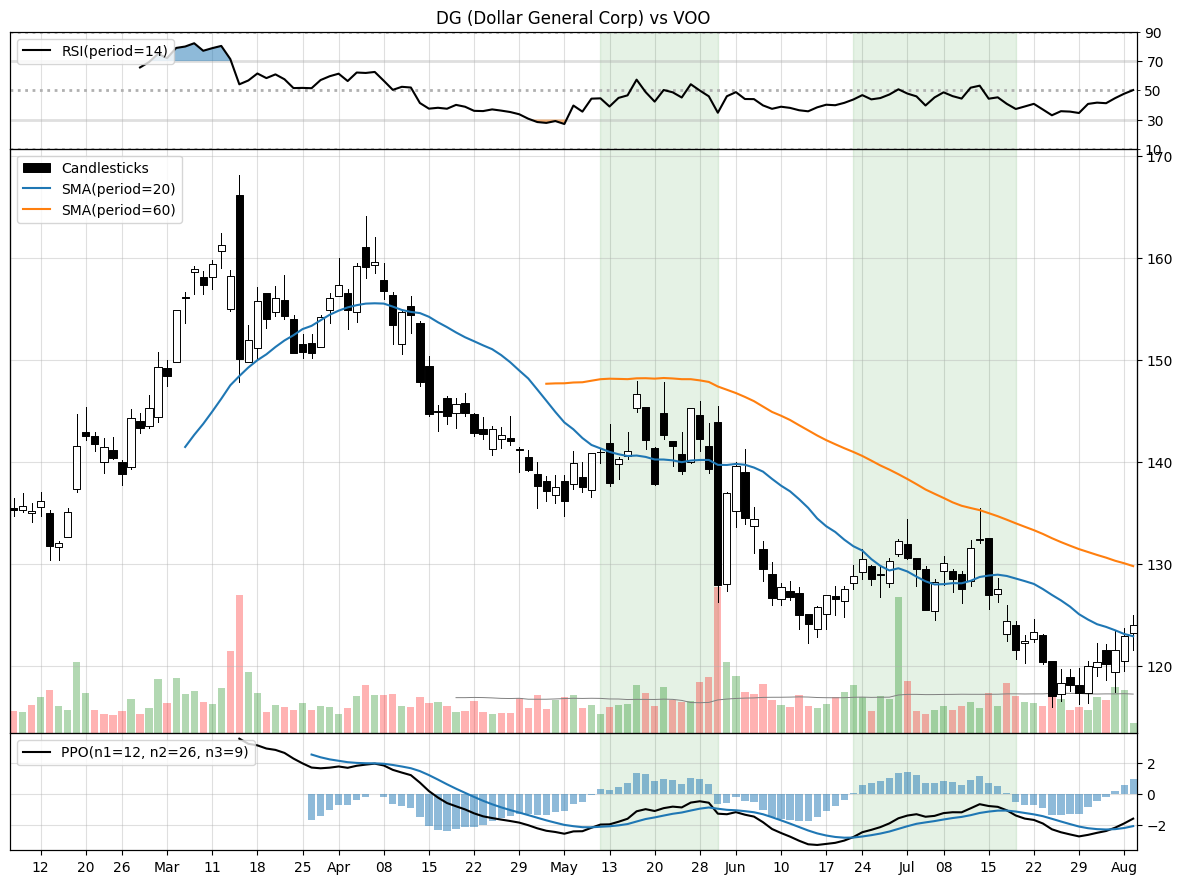 DG (Dollar General Corp) vs VOO
RSI(period=14)
90
70
50
30
10
Candlesticks
SMA(period=20)
SMA(period=60)
170
160
150
140
130
120
PPO(n1=12, n2=26, n3=9)
2
0
−2
12 20 26 Mar 11 18 25 Apr 08 15 22 29 May 13 20 28 Jun 10 17 24 Jul 08 15 22 29 Aug